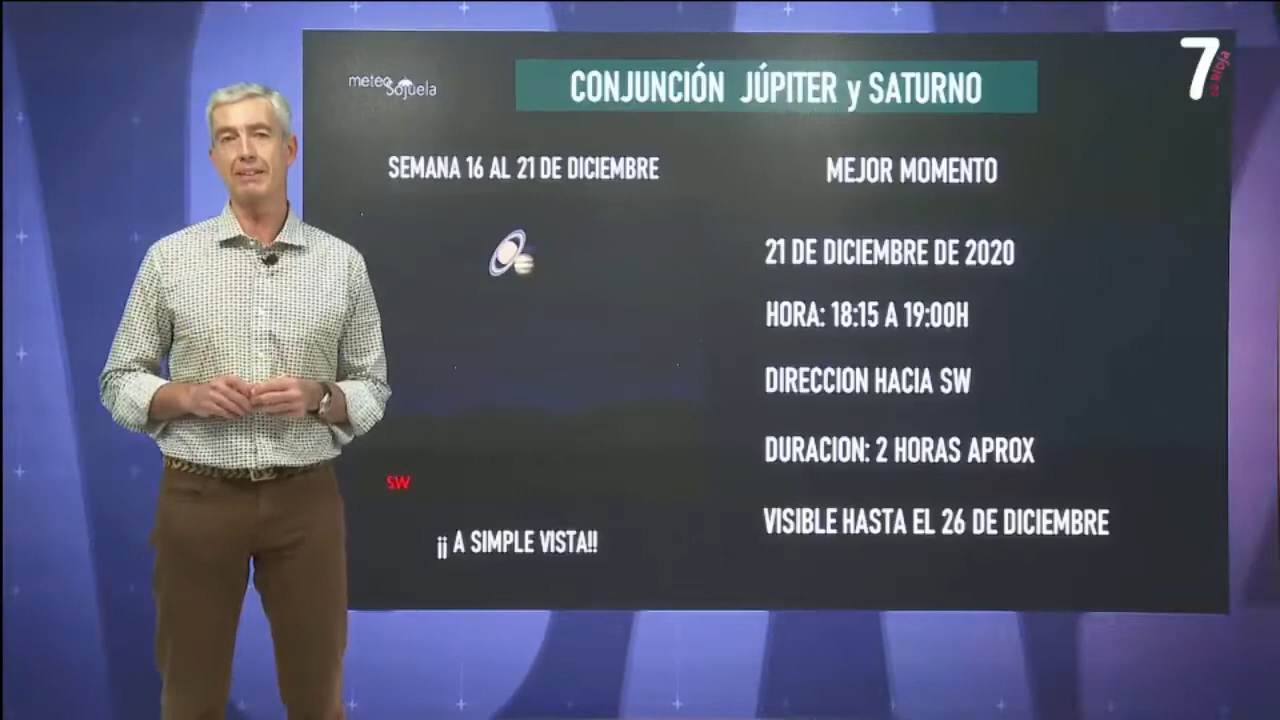 meteo
Sojuela
CONJUNCIÓN JÚPITER y SATURNO
7
la rioja
SEMANA 16 AL 21 DE DICIEMBRE
MEJOR MOMENTO
21 DE DICIEMBRE DE 2020
HORA: 18:15 A 19:00H
DIRECCION HACIA SW
DURACION: 2 HORAS APROX
VISIBLE HASTA EL 26 DE DICIEMBRE
SW
¡¡ A SIMPLE VISTA!!